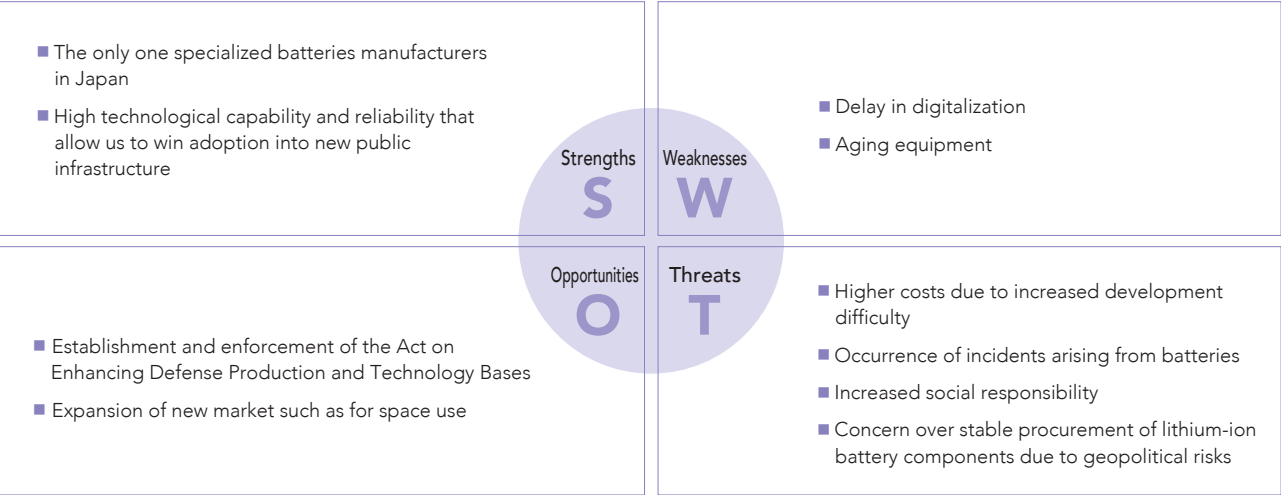 ■ The only one specialized batteries manufacturers
in Japan
■ High technological capability and reliability that
allow us to win adoption into new public
infrastructure
Strengths
S
Weaknesses
W
■ Delay in digitalization
■ Aging equipment
Opportunities
O
■ Establishment and enforcement of the Act on
Enhancing Defense Production and Technology Bases
■ Expansion of new market such as for space use
Threats
T
■ Higher costs due to increased development
difficulty
■ Occurrence of incidents arising from batteries
■ Increased social responsibility
■ Concern over stable procurement of lithium-ion
battery components due to geopolitical risks